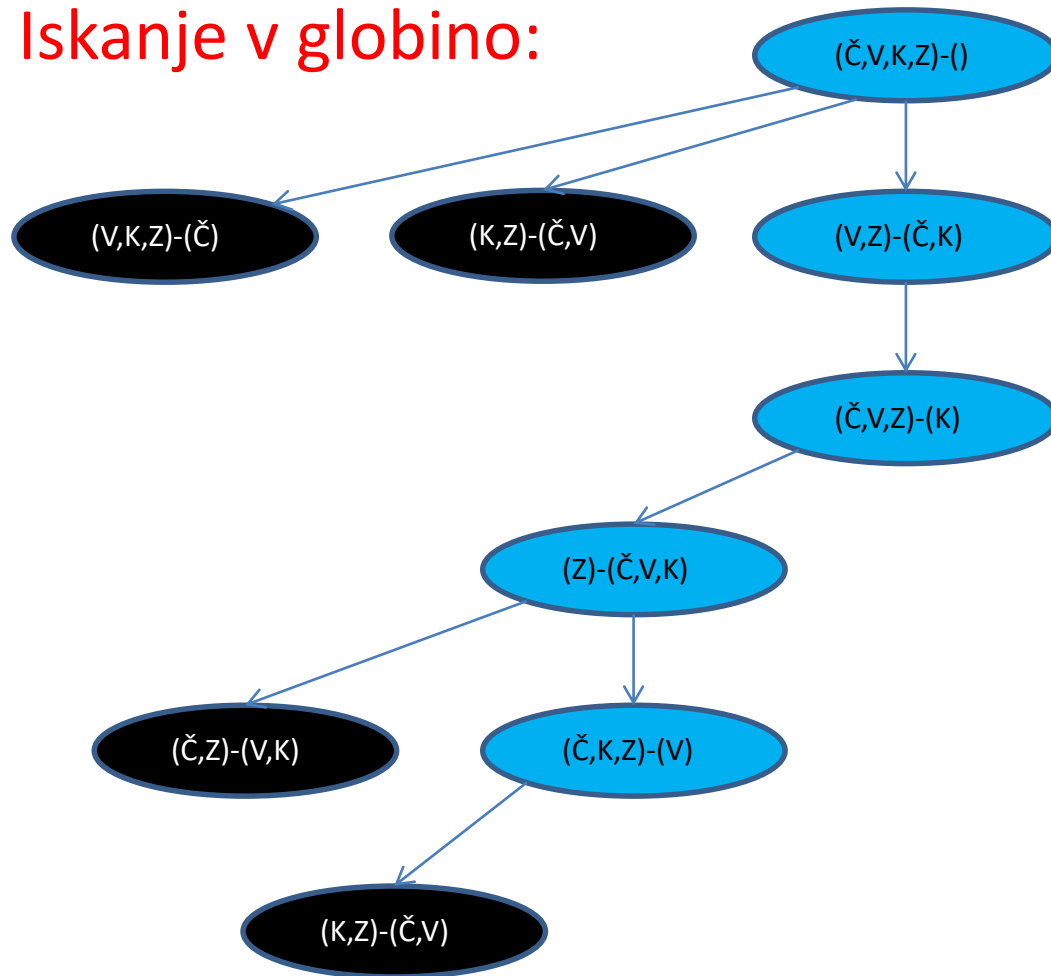 Iskanje v globino:
(Č,V,K,Z)-()
(V,K,Z)-(Č)
(K,Z)-(Č,V)
(V,Z)-(Č,K)
(Č,V,Z)-(K)
(Z)-(Č,V,K)
(Č,Z)-(V,K)
(Č,K,Z)-(V)
(K,Z)-(Č,V)